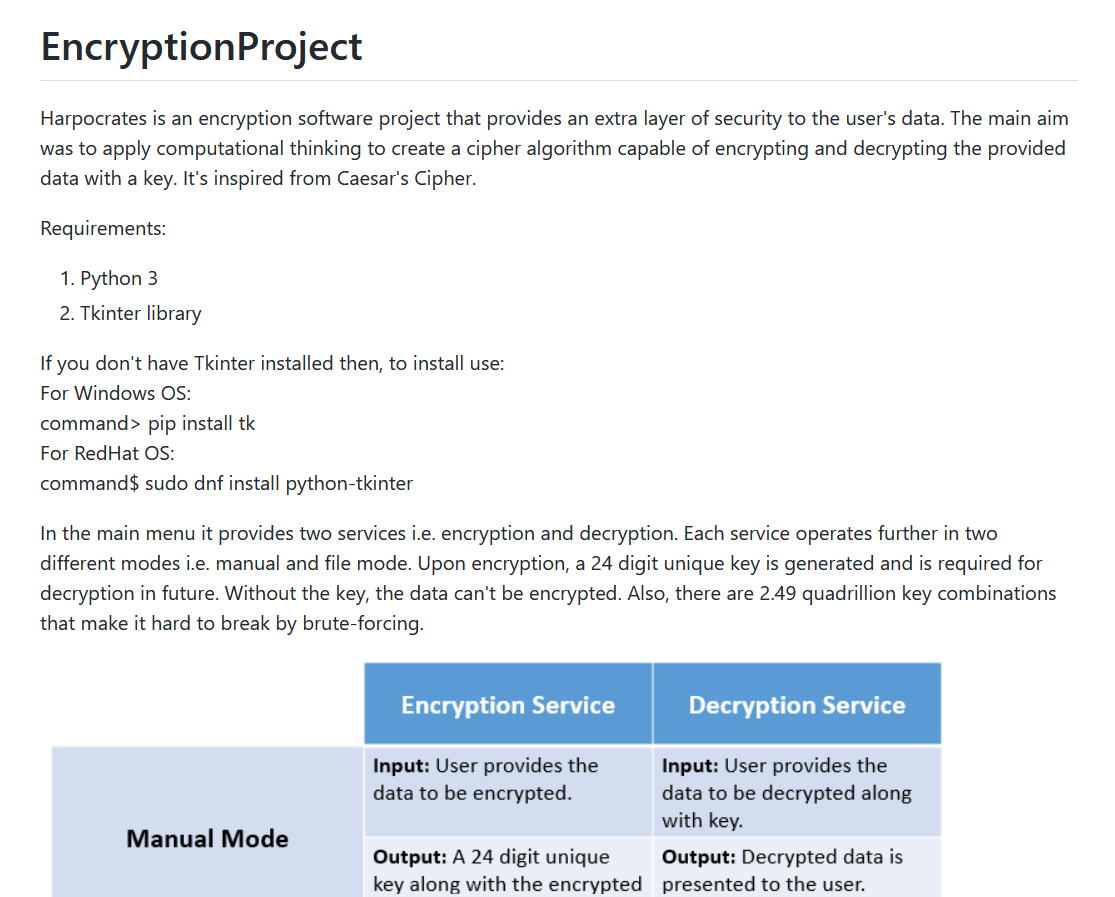 EncryptionProject
Harpocrates is an encryption software project that provides an extra layer of security to the user's data. The main aim
was to apply computational thinking to create a cipher algorithm capable of encrypting and decrypting the provided
data with a key. It's inspired from Caesar's Cipher.
Requirements:
1. Python 3
2. Tkinter library
If you don't have Tkinter installed then, to install use:
For Windows OS:
command> pip install tk
For RedHat OS:
command$ sudo dnf install python-tkinter
In the main menu it provides two services i.e. encryption and decryption. Each service operates further in two
different modes i.e. manual and file mode. Upon encryption, a 24 digit unique key is generated and is required for
decryption in future. Without the key, the data can't be encrypted. Also, there are 2.49 quadrillion key combinations
that make it hard to break by brute-forcing.
Encryption Service
Decryption Service
Manual Mode
Input: User provides the
data to be encrypted.
Input: User provides the
data to be decrypted along
with key.
Output: A 24 digit unique
key along with the encrypted
Output: Decrypted data is
presented to the user.